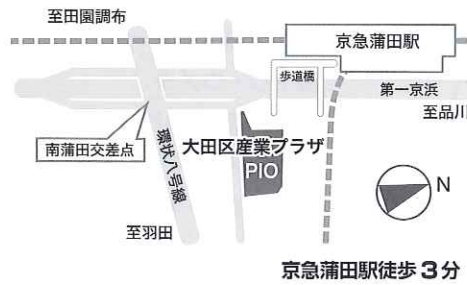 至田園調布
京急蒲田駅
歩道橋
第一京浜
至品川
南蒲田交差点
環状八号線
大田区産業プラザ
PIO
N
至羽田
京急蒲田駅徒歩3分